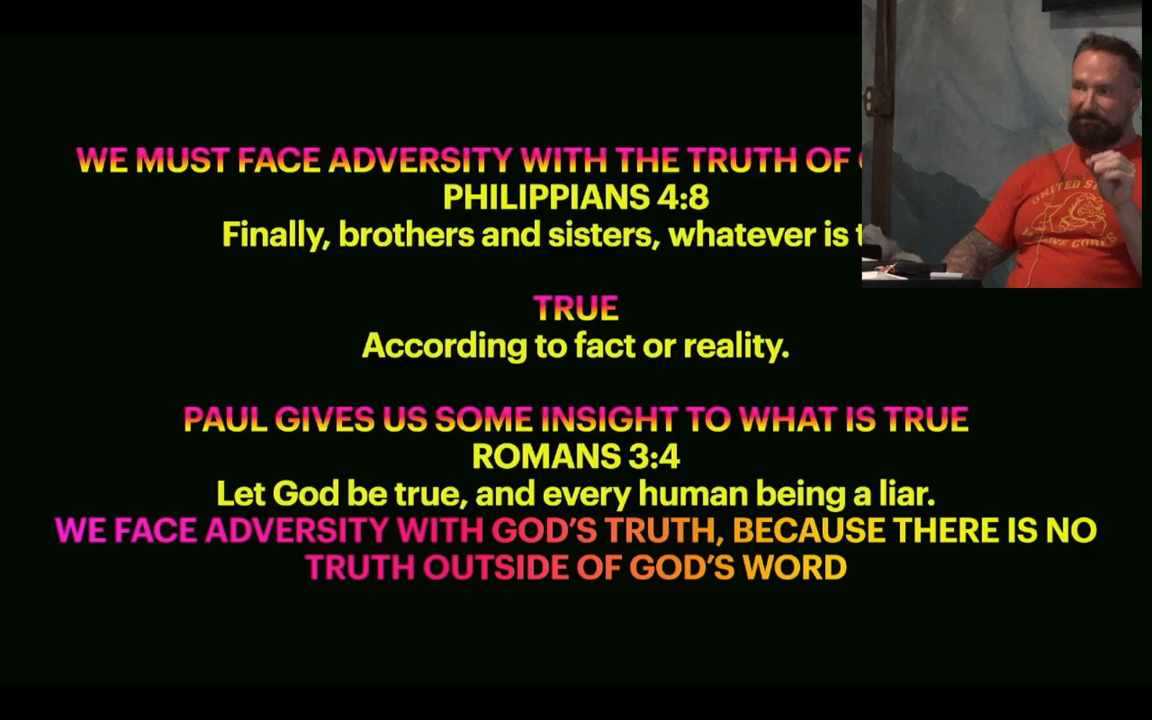 WE MUST FACE ADVERSITY WITH THE TRUTH OF
PHILIPPIANS 4:8
Finally, brothers and sisters, whatever is
TRUE
According to fact or reality.
PAUL GIVES US SOME INSIGHT TO WHAT IS TRUE
ROMANS 3:4
Let God be true, and every human being a liar.
WE FACE ADVERSITY WITH GOD'S TRUTH, BECAUSE THERE IS NO
TRUTH OUTSIDE OF GOD'S WORD
UNITED
CORPS